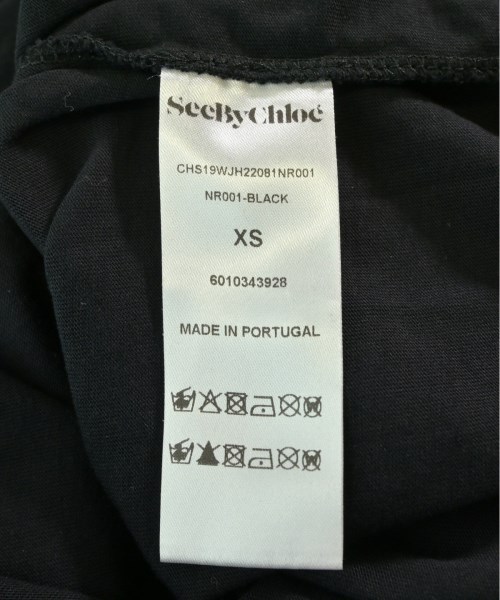 SeeByChloé
CHS19WJH22081NR001
NR001-BLACK
XS
6010343928
MADE IN PORTUGAL